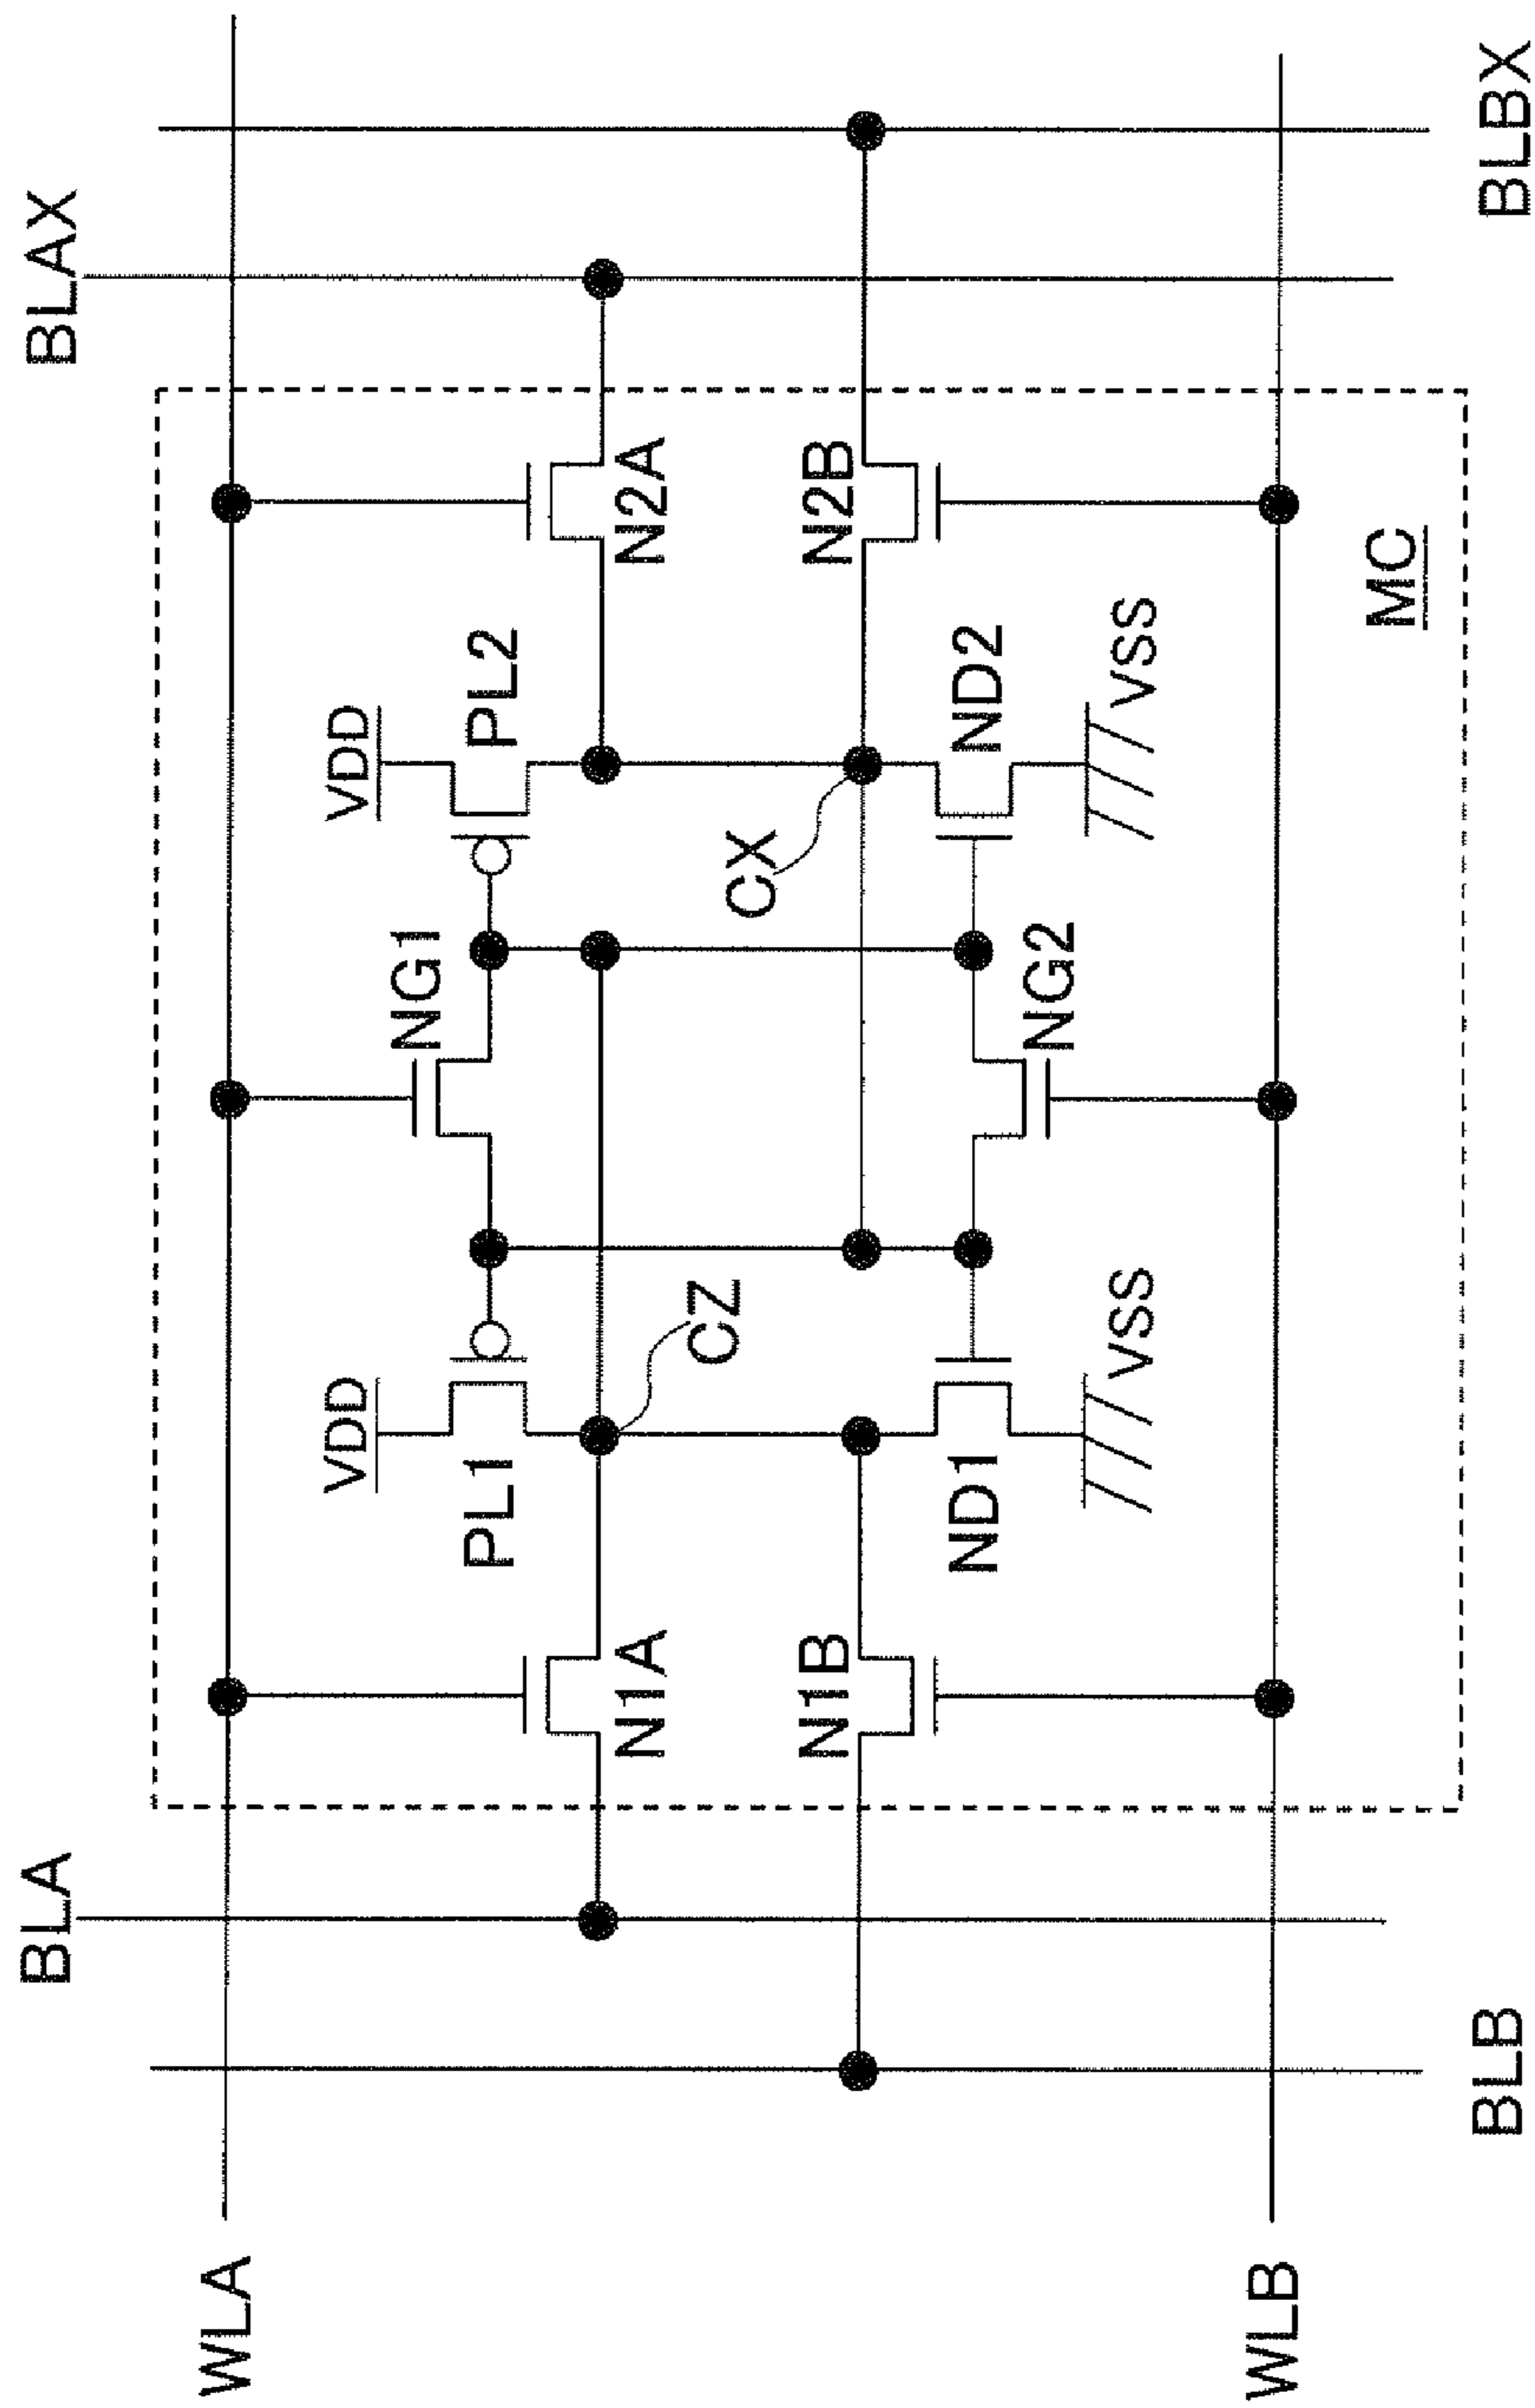 BLA
BLAX
WLA
VDD
VDD
NG1
PL1
PL2
N1A
N2A
CZ
CX
N1B
N2B
ND1
ND2
NG2
VSS
VSS
WLB
MC
BLB
BLBX